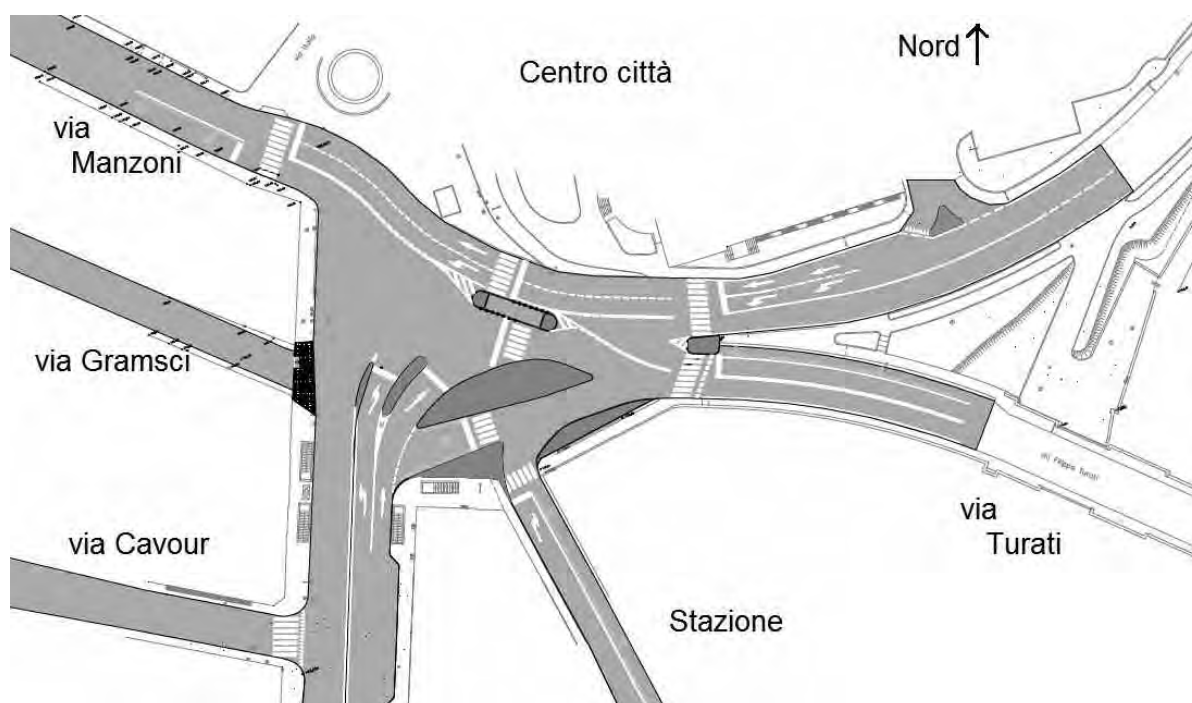 Nord
Centro città
via
Manzoni
via Gramsci
via Cavour
via
Turati
Stazione